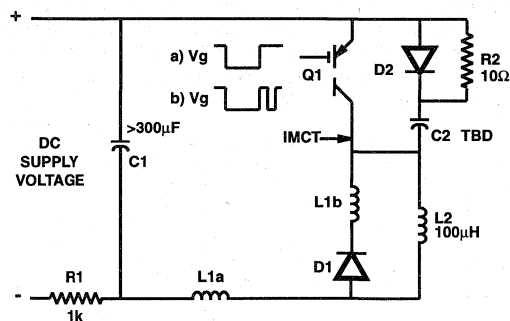 +
a) Vg
b) Vg
Q1
D2
R2
10Ω
>300µF
C1
DC
SUPPLY
VOLTAGE
IMCT
C2 TBD
L1b
L2
100µH
D1
R1
1k
L1a
-